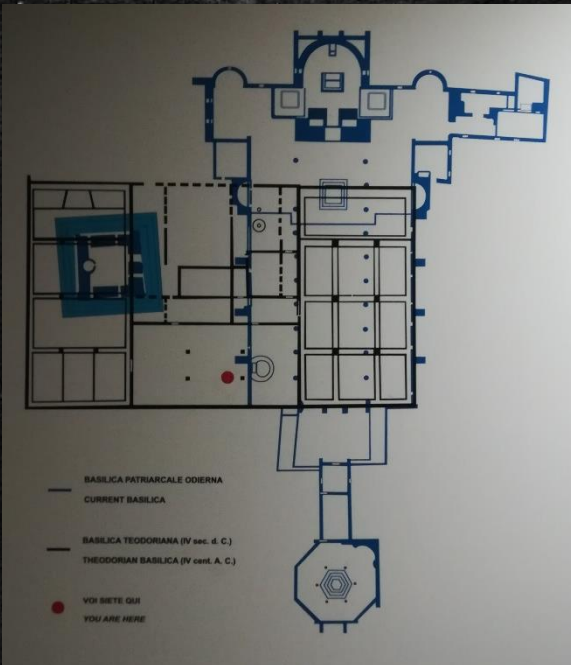 BASILICA PATRIARCALE ODIERNA
CURRENT BASILICA
BASILICA TEODORIANA (IV sec. d. C.)
THEODORIAN BASILICA (IV cent. A. C.)
VOI SIETE QUI
YOU ARE HERE